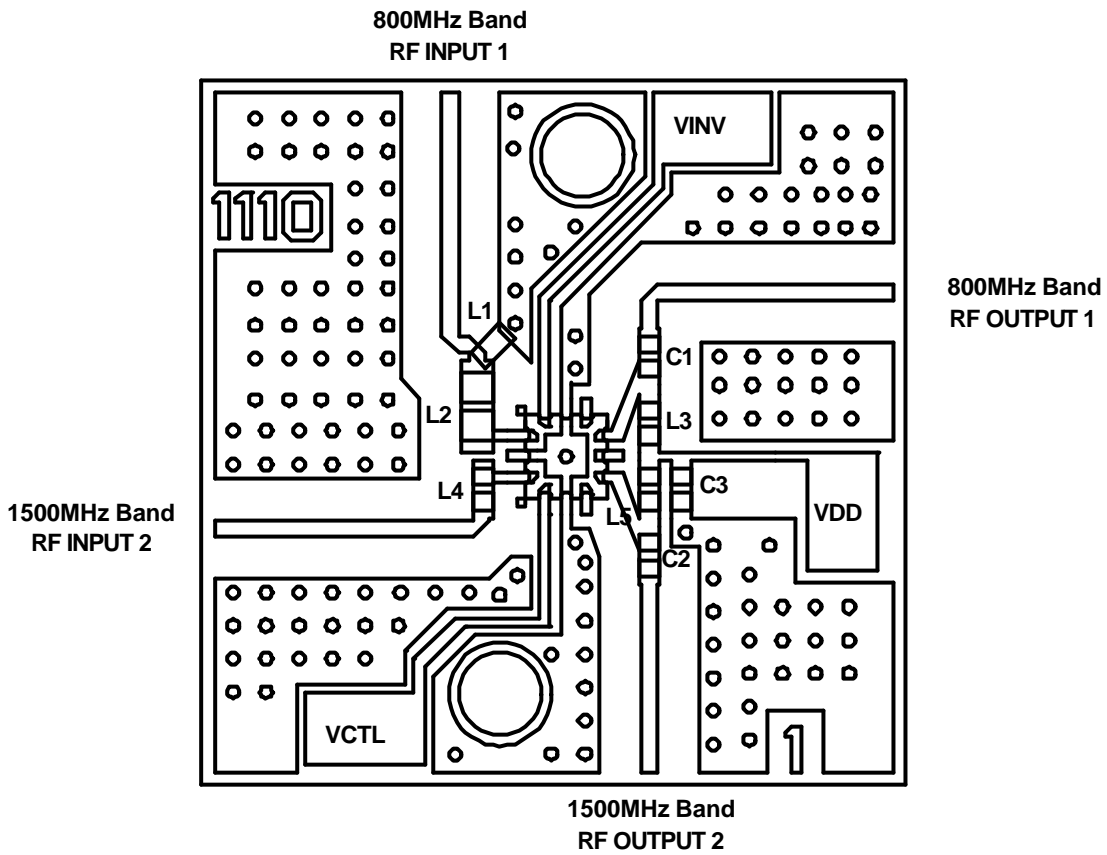 800MHz Band
RF INPUT 1
VINV
1110
800MHz Band
RF OUTPUT 1
L1
C1
L2
L3
L4
C3
1500MHz Band
RF INPUT 2
L5
VDD
C2
VCTL
1
1500MHz Band
RF OUTPUT 2